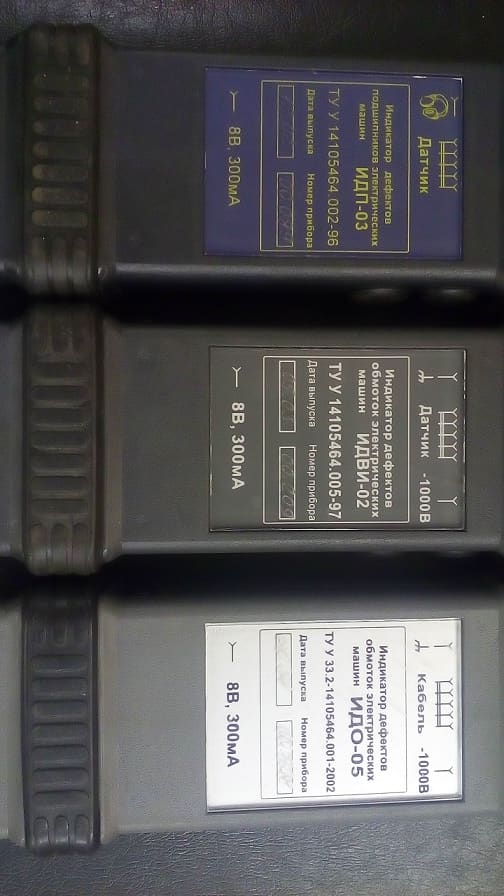 Датчик
Индикатор дефектов
подшипников электрических
машин ИДП-03
ТУ У 14105464.002-96
Дата выпуска Номер прибора
8В, 300мА
Датчик -1000В
Индикатор дефектов
обмоток электрических
машин ИДВИ-02
ТУ У 14105464.005-97
Дата выпуска Номер прибора
8В, 300мА
Кабель -1000В
Индикатор дефектов
обмоток электрических
машин ИДО-05
ТУ У 33.2-14105464.001-2002
Дата выпуска Номер прибора
8В, 300мА